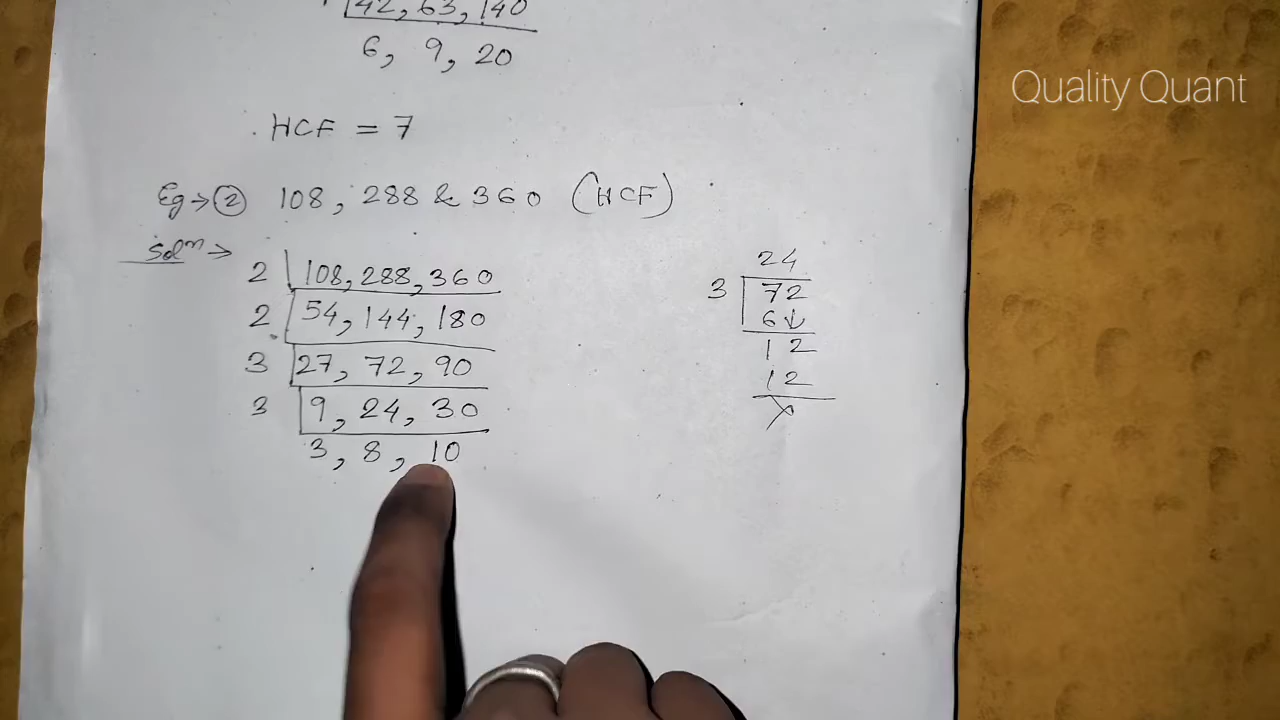 42, 63, 140
6, 9, 20
Quality Quant
HCF = 7
Eg → ② 108, 288 & 360 (HCF)
Solⁿ →
2 108, 288, 360
2 54, 144, 180
3 27, 72, 90
3 9, 24, 30
3, 8, 10
24
3 72
6↓
12
12
×